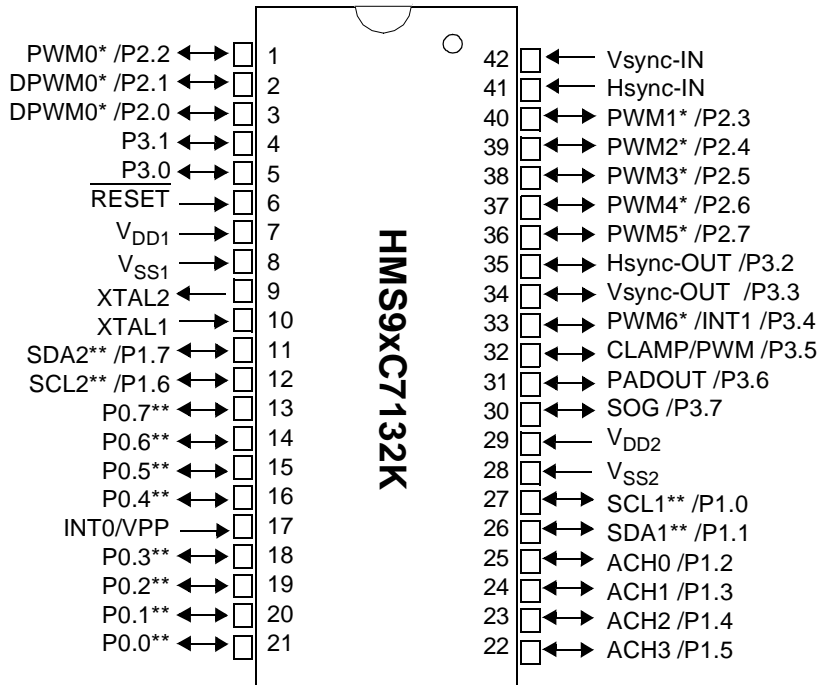 PWM0* /P2.2 1
DPWM0* /P2.1 2
DPWM0* /P2.0 3
P3.1 4
P3.0 5
RESET 6
VDD1 7
VSS1 8
XTAL2 9
XTAL1 10
SDA2** /P1.7 11
SCL2** /P1.6 12
P0.7** 13
P0.6** 14
P0.5** 15
P0.4** 16
INT0/VPP 17
P0.3** 18
P0.2** 19
P0.1** 20
P0.0** 21
HMS9xC7132K
42 Vsync-IN
41 Hsync-IN
40 PWM1* /P2.3
39 PWM2* /P2.4
38 PWM3* /P2.5
37 PWM4* /P2.6
36 PWM5* /P2.7
35 Hsync-OUT /P3.2
34 Vsync-OUT /P3.3
33 PWM6* /INT1 /P3.4
32 CLAMP/PWM /P3.5
31 PADOUT /P3.6
30 SOG /P3.7
29 VDD2
28 VSS2
27 SCL1** /P1.0
26 SDA1** /P1.1
25 ACH0 /P1.2
24 ACH1 /P1.3
23 ACH2 /P1.4
22 ACH3 /P1.5